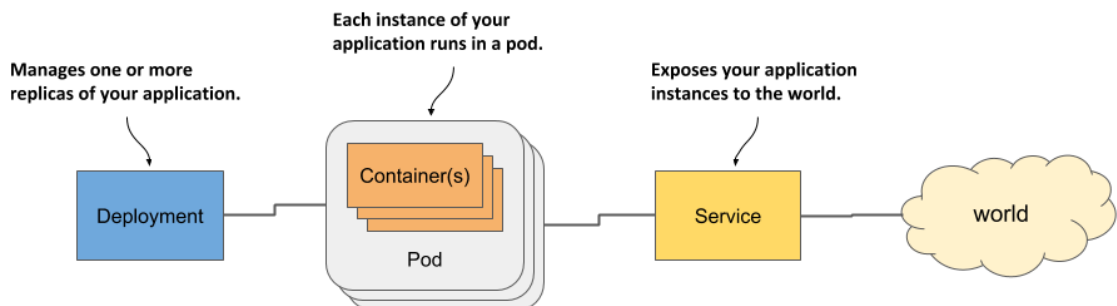 Each instance of your
application runs in a pod.
Manages one or more
replicas of your application.
Exposes your application
instances to the world.
Container(s)
Deployment
Pod
Service
world